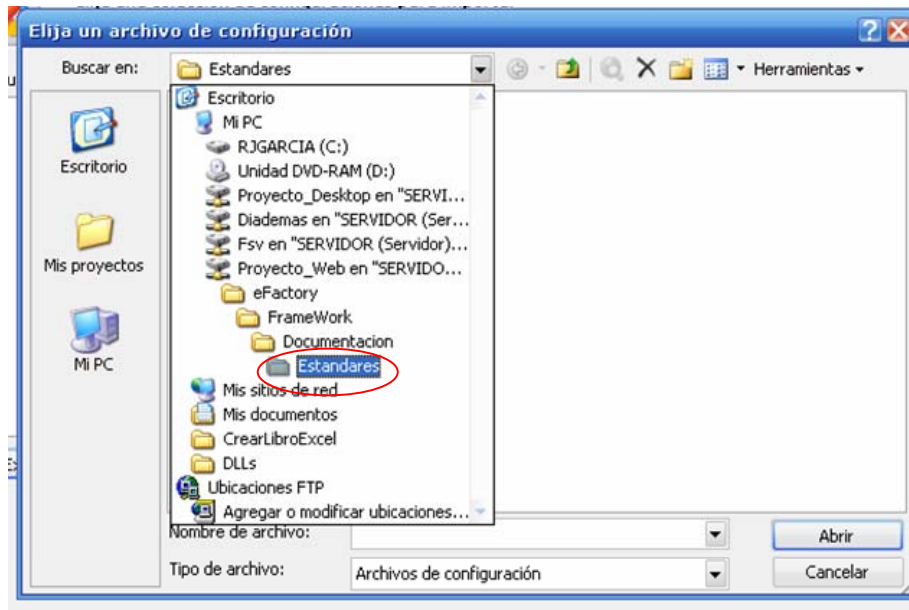 Elija un archivo de configuración
Buscar en:
Estandares
Herramientas
Escritorio
Mis proyectos
Mi PC
Escritorio
Mi PC
RJGARCIA (C:)
Unidad DVD-RAM (D:)
Proyecto_Desktop en "SERVI...
Diademas en "SERVIDOR (Ser...
Fsv en "SERVIDOR (Servidor)...
Proyecto_Web en "SERVIDO...
eFactory
FrameWork
Documentacion
Estandares
Mis sitios de red
Mis documentos
CrearLibroExcel
DLLs
Ubicaciones FTP
Agregar o modificar ubicaciones...
Nombre de archivo:
Abrir
Tipo de archivo:
Archivos de configuración
Cancelar